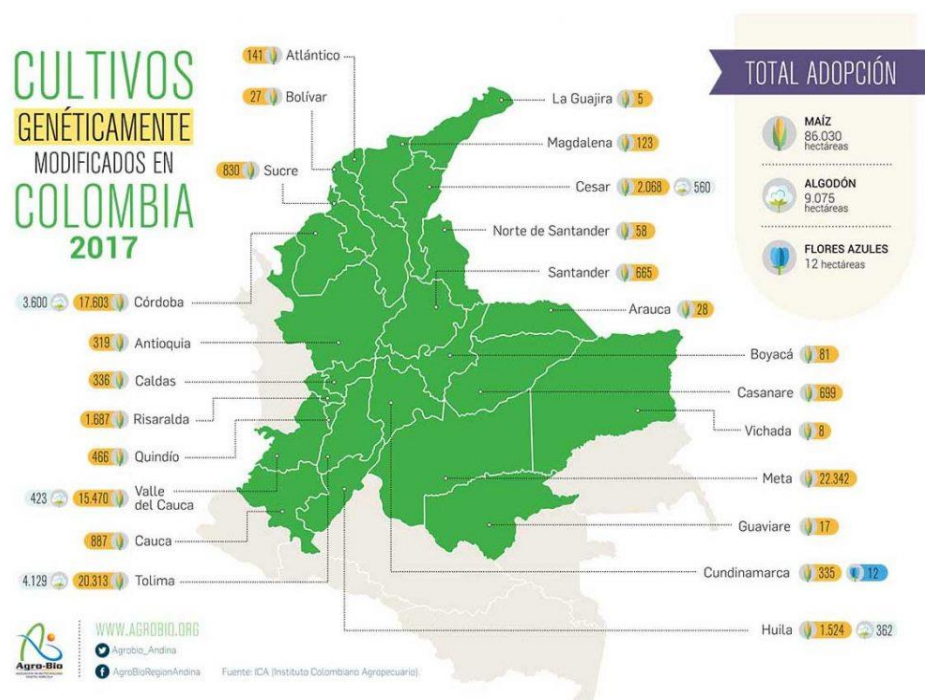 CULTIVOS
GENÉTICAMENTE
MODIFICADOS EN
COLOMBIA
2017
141 Atlántico
27 Bolívar
830 Sucre
3.600 17.603 Córdoba
319 Antioquia
336 Caldas
1.687 Risaralda
466 Quindío
423 15.470 Valle
del Cauca
887 Cauca
4.129 20.313 Tolima
La Guajira 5
Magdalena 123
Cesar 2.068 560
Norte de Santander 58
Santander 665
Arauca 28
Boyacá 81
Casanare 699
Vichada 8
Meta 22.342
Guaviare 17
Cundinamarca 335 12
Huila 1.524 362
TOTAL ADOPCIÓN
MAÍZ
86.030
hectáreas
ALGODÓN
9.075
hectáreas
FLORES AZULES
12 hectáreas
Agro-Bio
WWW.AGROBIO.ORG
Agrobio_Andina
AgroBioRegionAndina
Fuente: ICA (Instituto Colombiano Agropecuario).